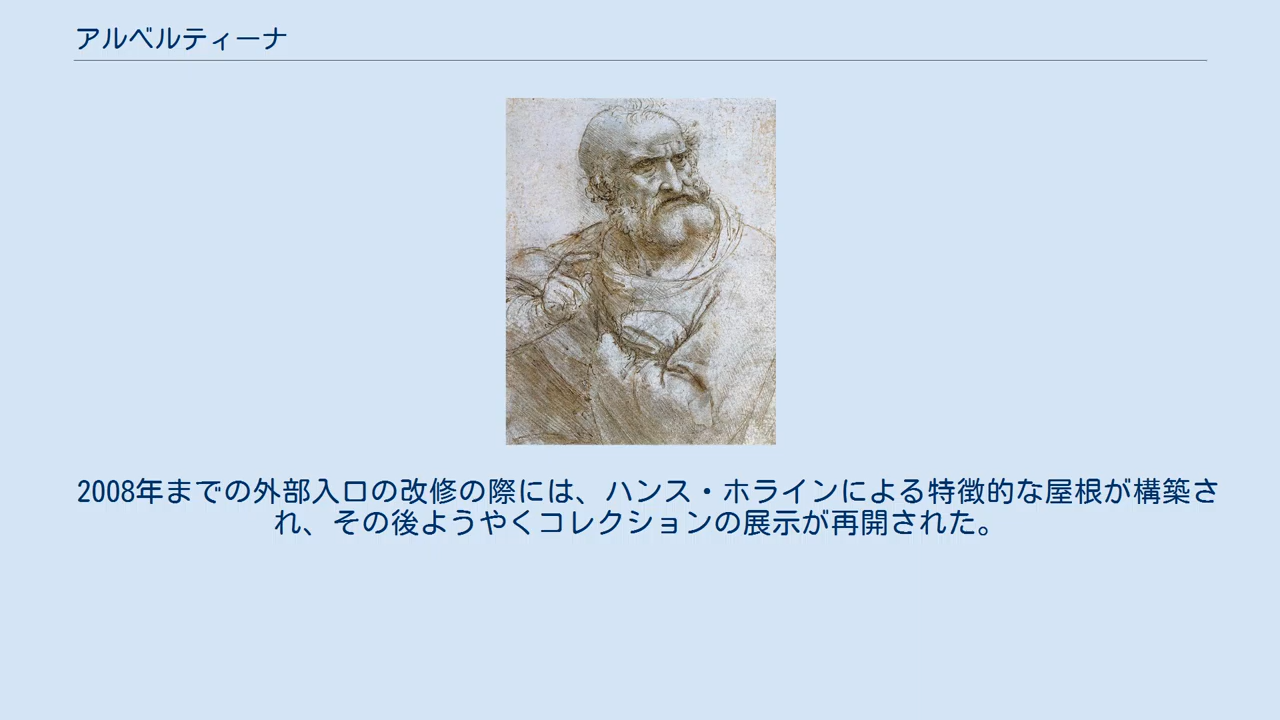 アルベルティーナ
2008年までの外部入口の改修の際には、ハンス・ホラインによる特徴的な屋根が構築さ
れ、その後ようやくコレクションの展示が再開された。